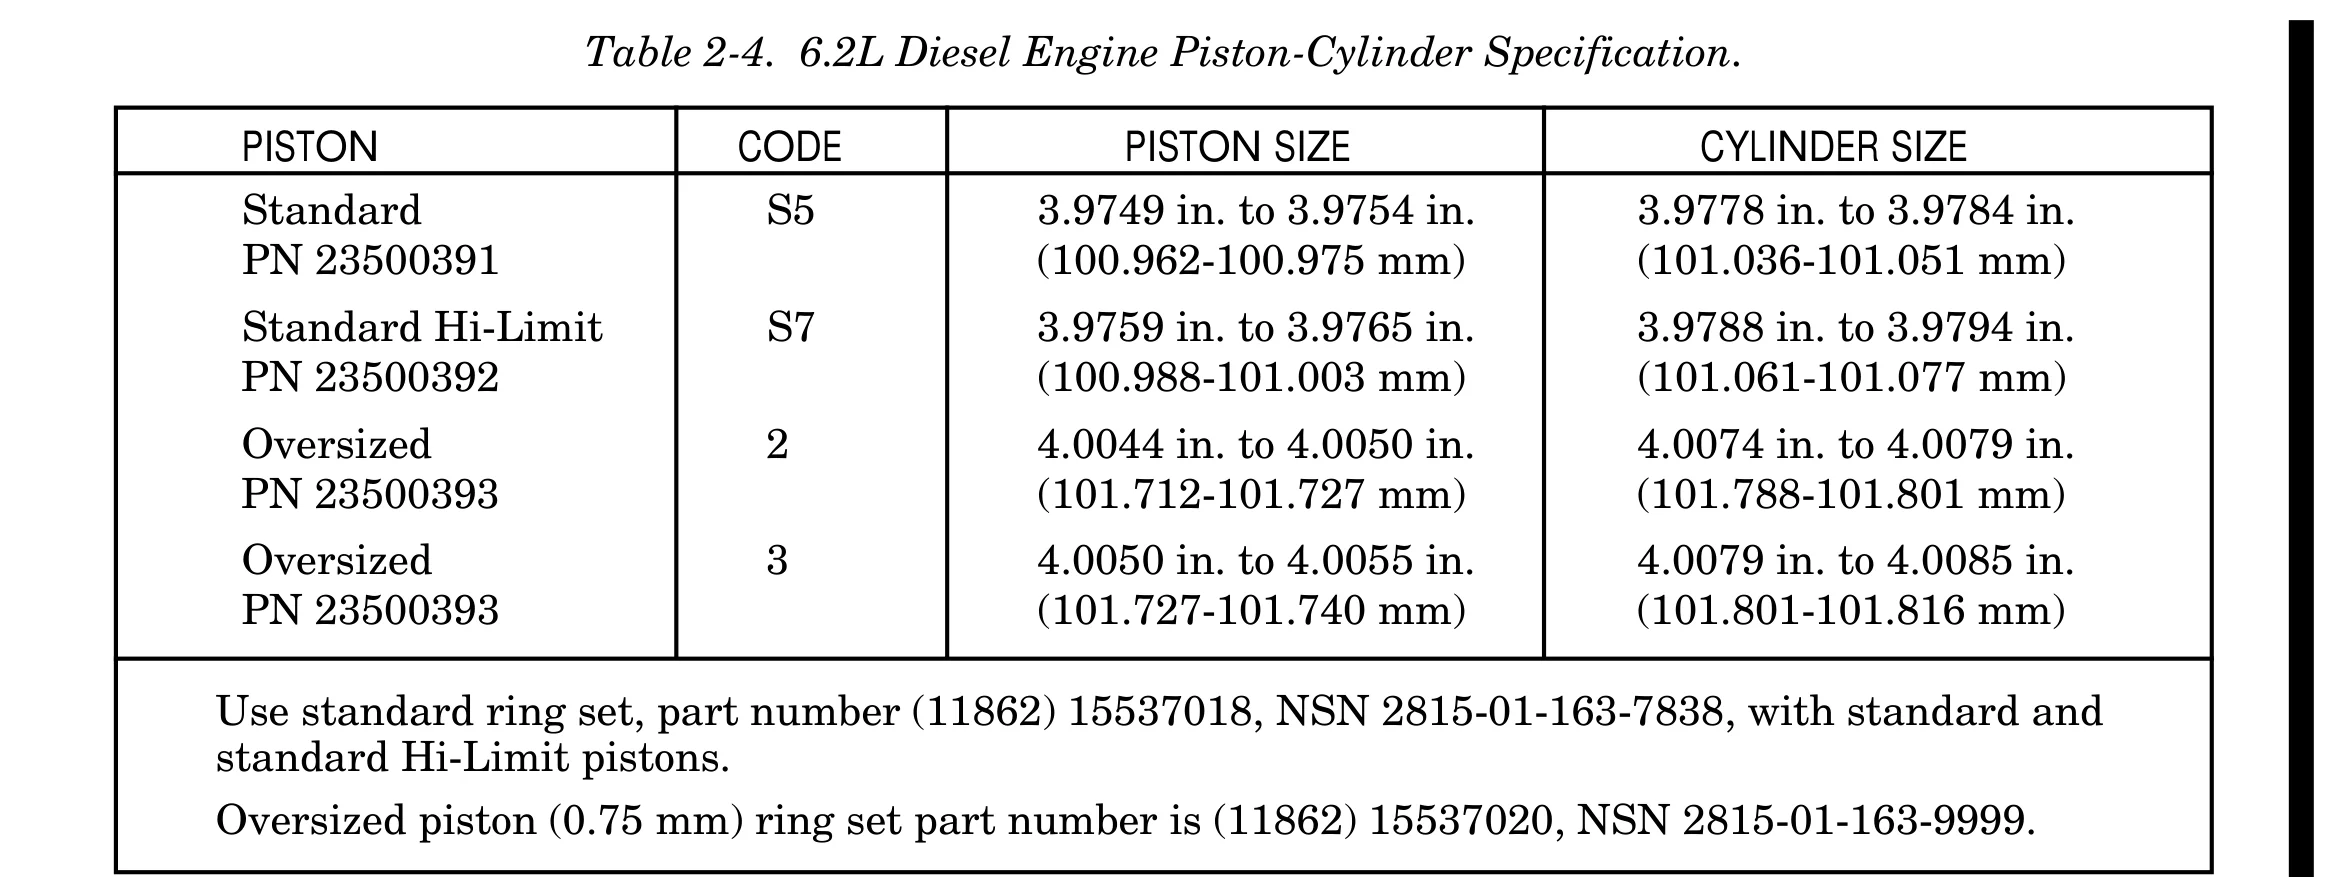 Table 2-4. 6.2L Diesel Engine Piston-Cylinder Specification.
PISTON CODE PISTON SIZE CYLINDER SIZE
Standard S5 3.9749 in. to 3.9754 in. 3.9778 in. to 3.9784 in.
PN 23500391 (100.962-100.975 mm) (101.036-101.051 mm)
Standard Hi-Limit S7 3.9759 in. to 3.9765 in. 3.9788 in. to 3.9794 in.
PN 23500392 (100.988-101.003 mm) (101.061-101.077 mm)
Oversized 2 4.0044 in. to 4.0050 in. 4.0074 in. to 4.0079 in.
PN 23500393 (101.712-101.727 mm) (101.788-101.801 mm)
Oversized 3 4.0050 in. to 4.0055 in. 4.0079 in. to 4.0085 in.
PN 23500393 (101.727-101.740 mm) (101.801-101.816 mm)
Use standard ring set, part number (11862) 15537018, NSN 2815-01-163-7838, with standard and
standard Hi-Limit pistons.
Oversized piston (0.75 mm) ring set part number is (11862) 15537020, NSN 2815-01-163-9999.